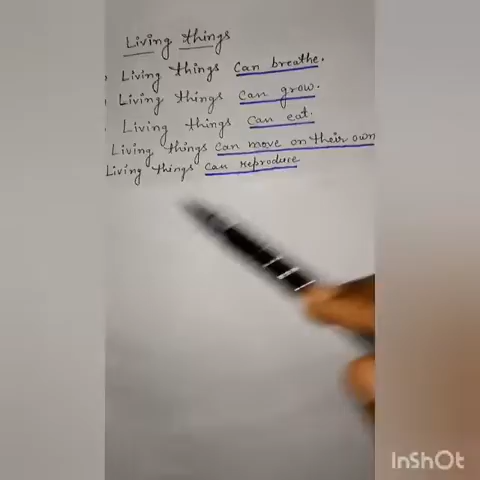 Living things
Living things can breathe.
Living things can grow.
Living things can eat.
Living things can move on their own
Living things can reproduce
InShOt